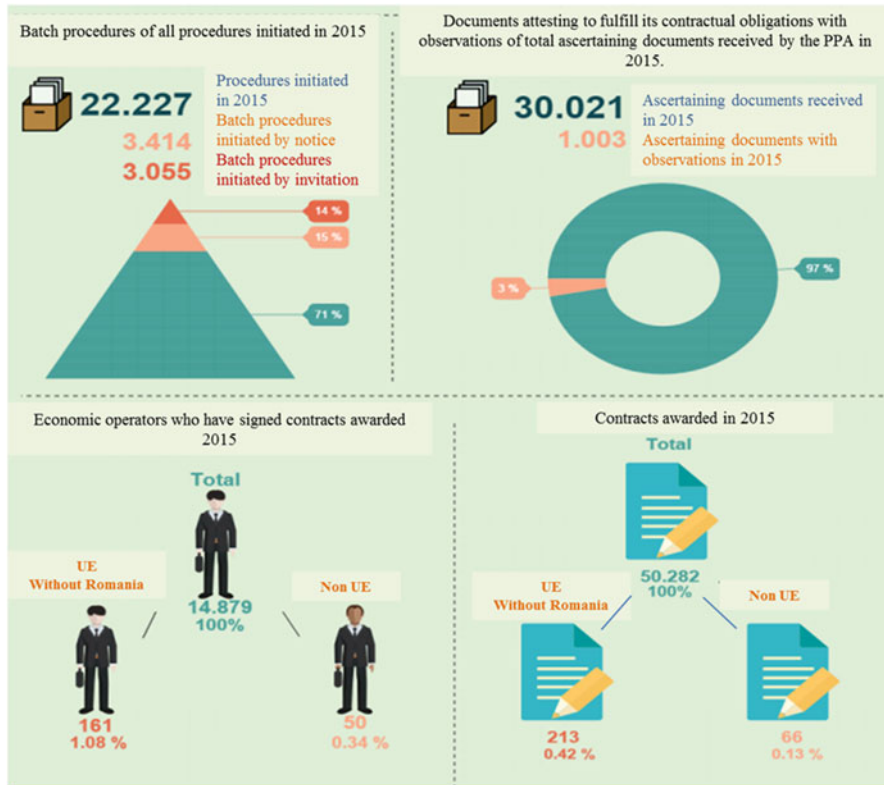 Batch procedures of all procedures initiated in 2015
22.227
3.414
3.055
Procedures initiated
in 2015
Batch procedures
initiated by notice
Batch procedures
initiated by invitation
14 %
15 %
71 %
Documents attesting to fulfill its contractual obligations with
observations of total ascertaining documents received by the PPA in
2015.
30.021
1.003
Ascertaining documents received
in 2015
Ascertaining documents with
observations in 2015
3 %
97 %
Economic operators who have signed contracts awarded
2015
Total
14.879
100%
UE
Without Romania
161
1.08 %
Non UE
50
0.34 %
Contracts awarded in 2015
Total
50.282
100%
UE
Without Romania
213
0.42 %
Non UE
66
0.13 %